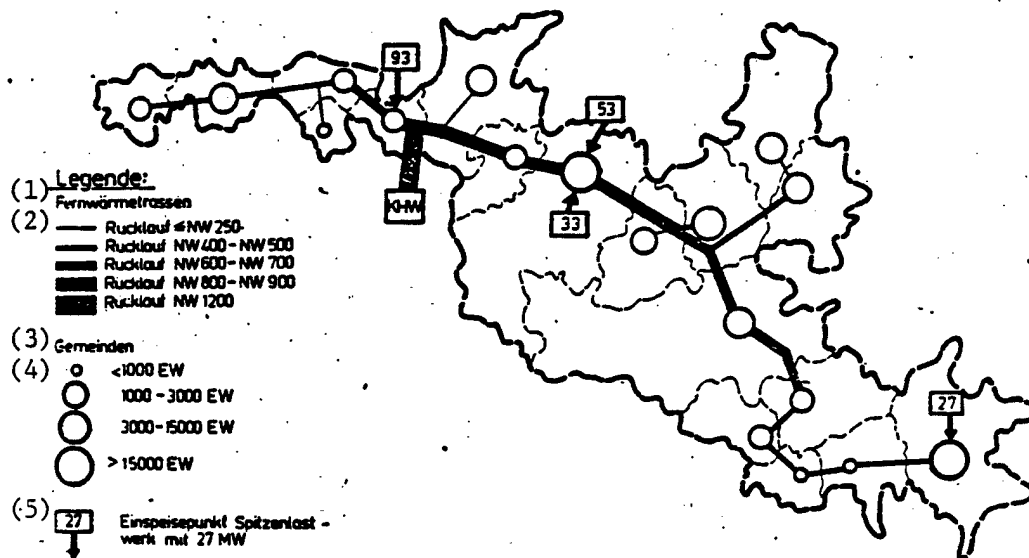 93
53
33
KHW
27
(1) Legende:
Fernwärmetrassen
(2) Rucklauf ≤NW 250-
Rucklauf NW 400-NW 500
Rucklauf NW 600-NW 700
Rucklauf NW 800-NW 900
Rucklauf NW 1200
(3) Gemeinden
(4) <1000 EW
1000-3000 EW
3000-15000 EW
>15000 EW
(5) 27 Einspeisepunkt Spitzenlast-
werk mit 27 MW